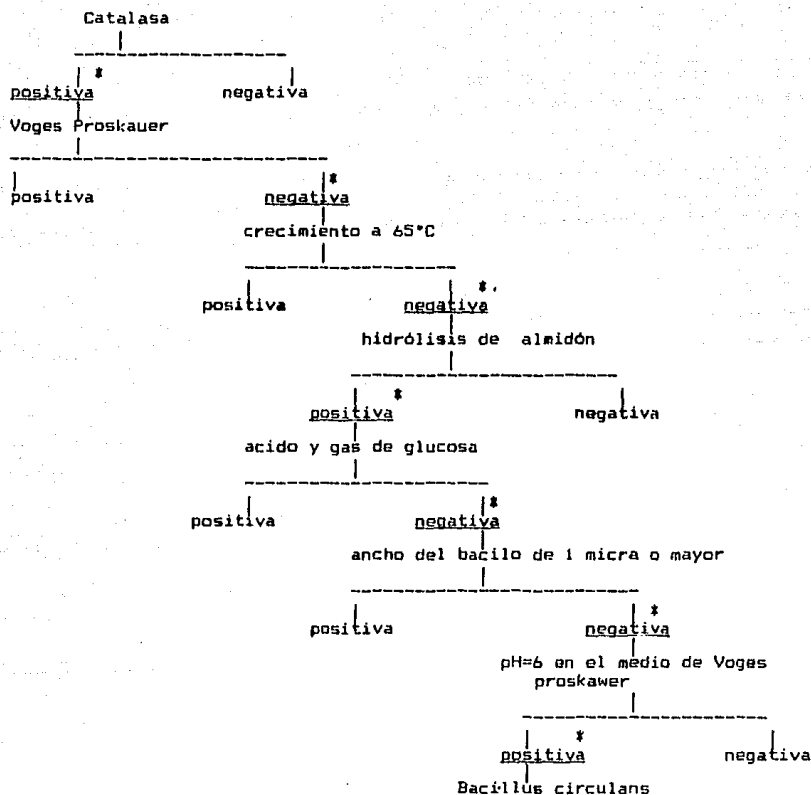 Catalasa
positiva * negativa
Voges Proskauer
positiva negativa *
crecimiento a 65°C
positiva negativa *
hidrólisis de almidón
positiva * negativa
acido y gas de glucosa
positiva negativa *
ancho del bacilo de 1 micra o mayor
positiva negativa *
pH=6 en el medio de Voges
proskawer
positiva * negativa
Bacillus circulans